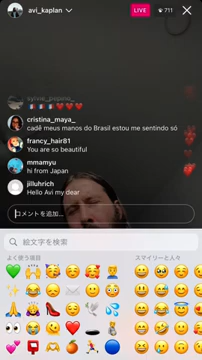 avi_kaplan
LIVE
711
cristina_maya_
cadê meus manos do Brasil estou me sentindo só
francy_hair81
You are so beautiful
mmamyu
hi from Japan
jilluhrich
Hello Avi my dear
コメントを追加...
絵文字を検索
よく使う項目 スマイリーと人々